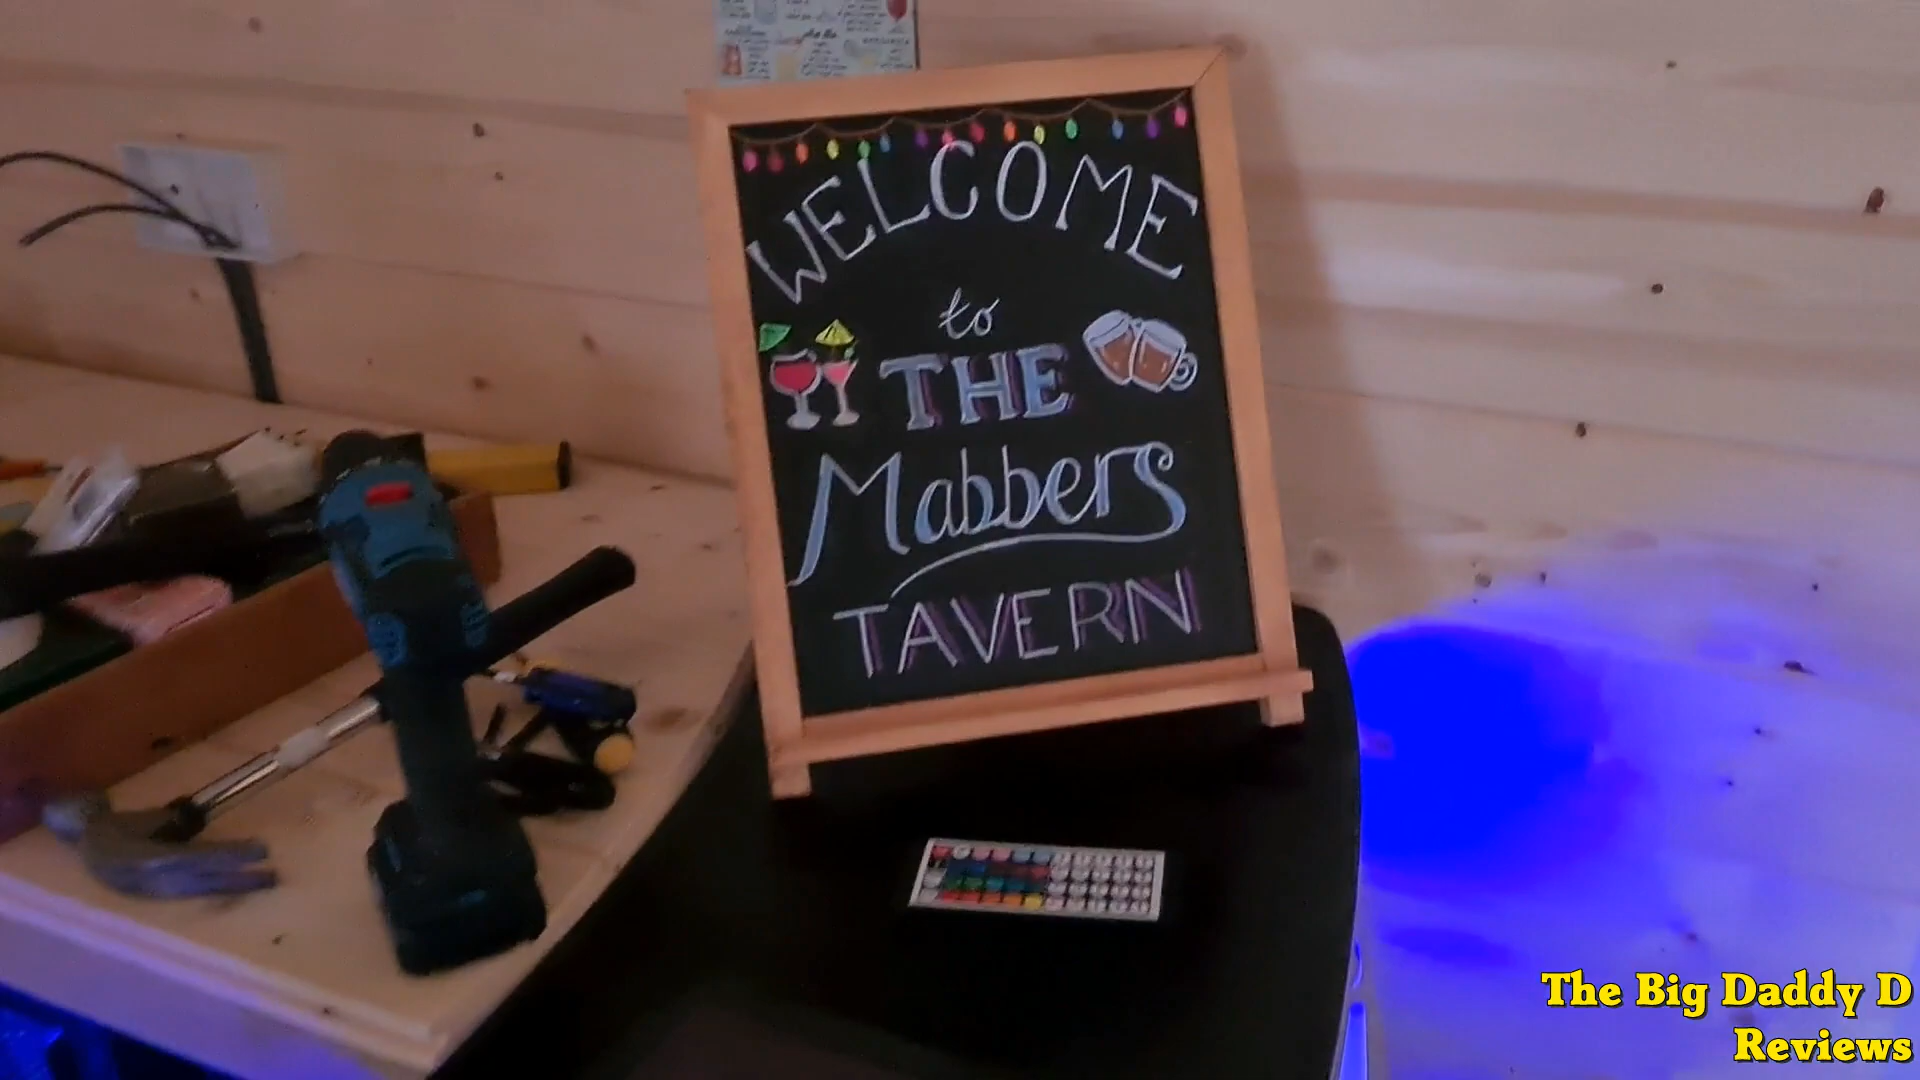 WELCOME
to
THE
Mabbers
TAVERN
The Big Daddy D
Reviews